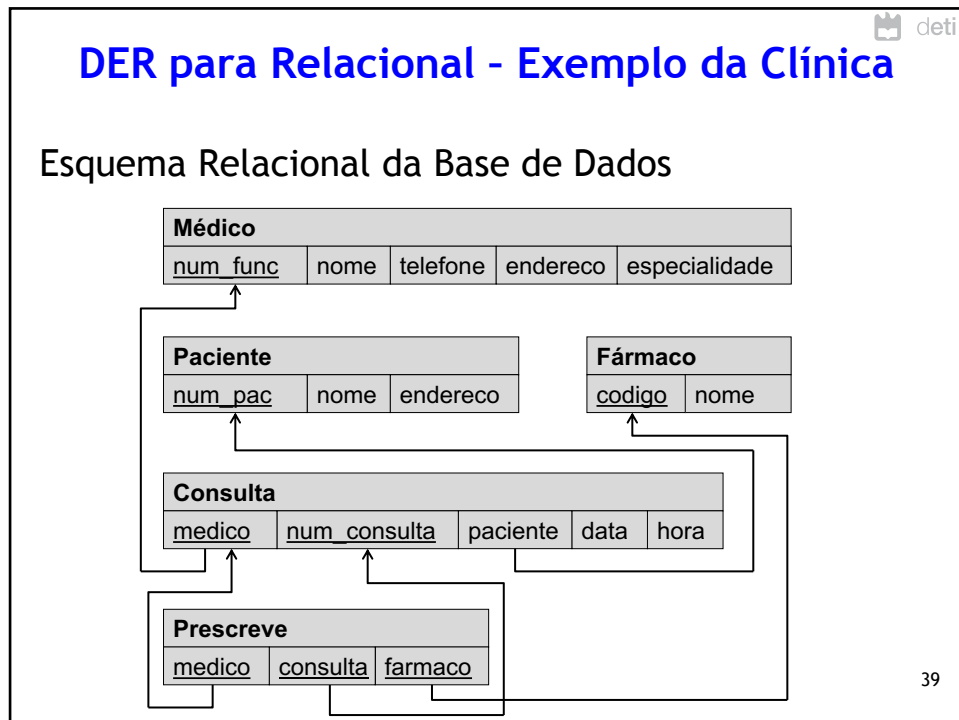 deti
DER para Relacional – Exemplo da Clínica
Esquema Relacional da Base de Dados
Médico
num_func nome telefone endereco especialidade
Paciente
num_pac nome endereco
Fármaco
codigo nome
Consulta
medico num_consulta paciente data hora
Prescreve
medico consulta farmaco
39